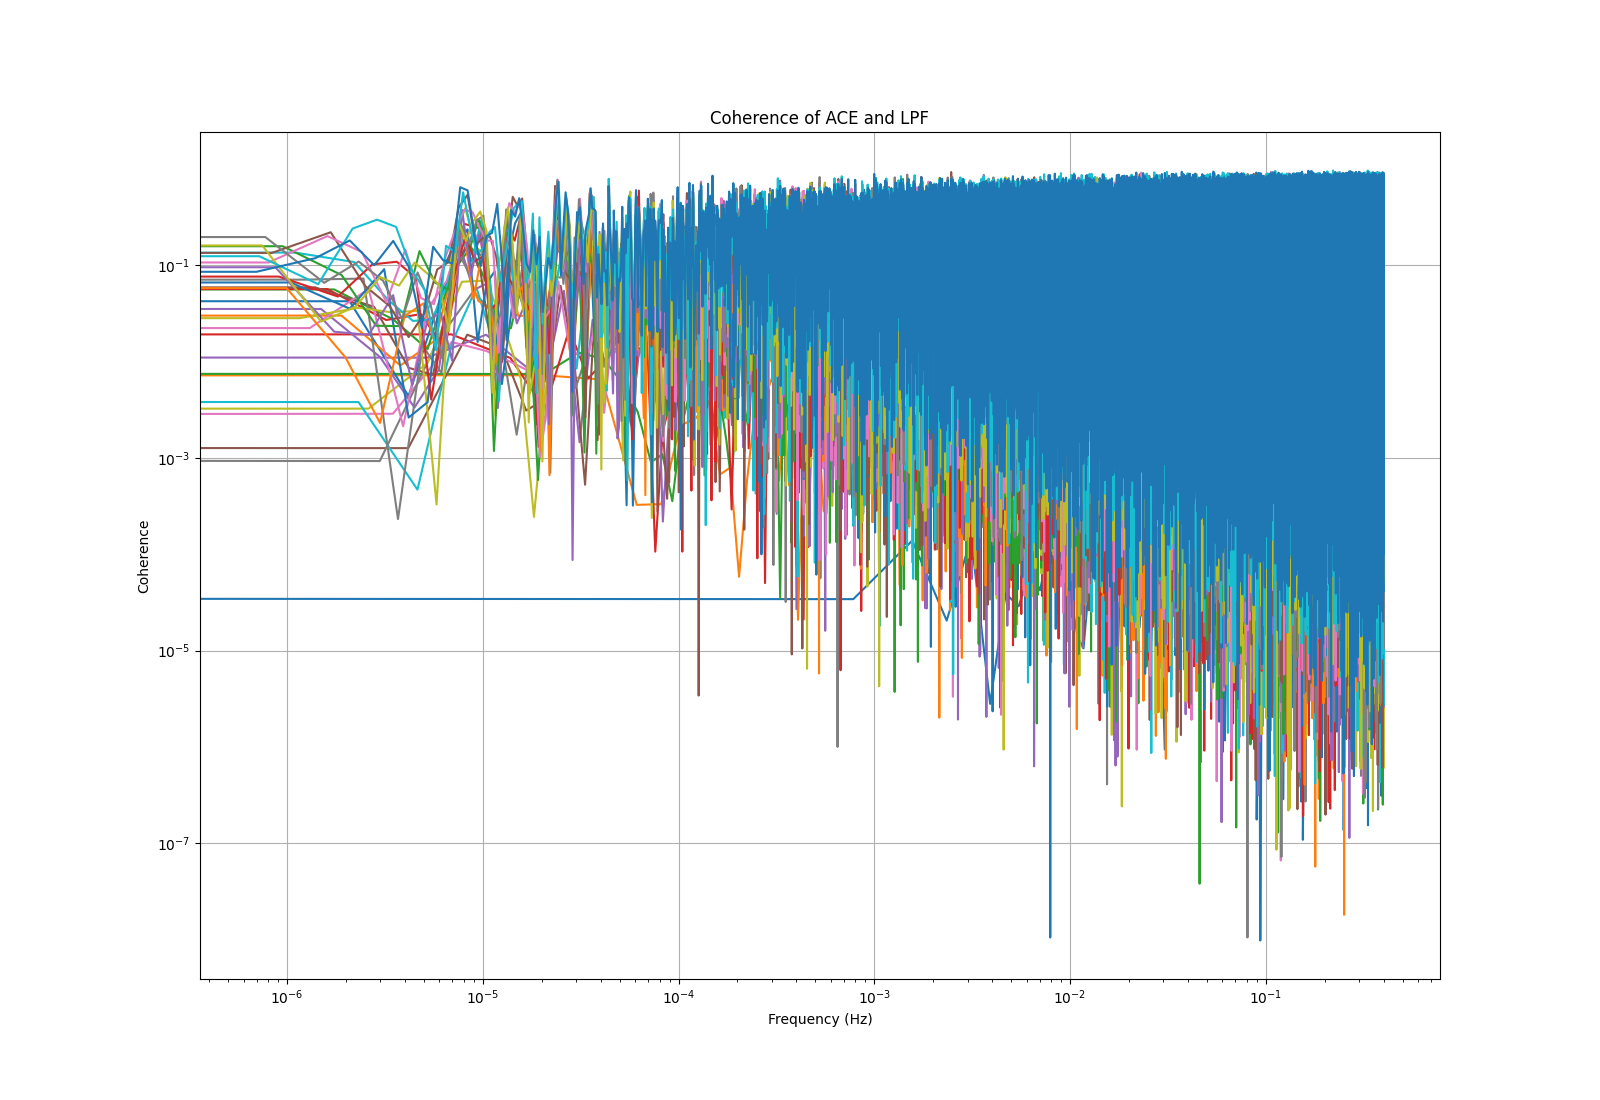 Coherence of ACE and LPF
Coherence
10⁻¹
10⁻³
10⁻⁵
10⁻⁷
10⁻⁶ 10⁻⁵ 10⁻⁴ 10⁻³ 10⁻² 10⁻¹
Frequency (Hz)